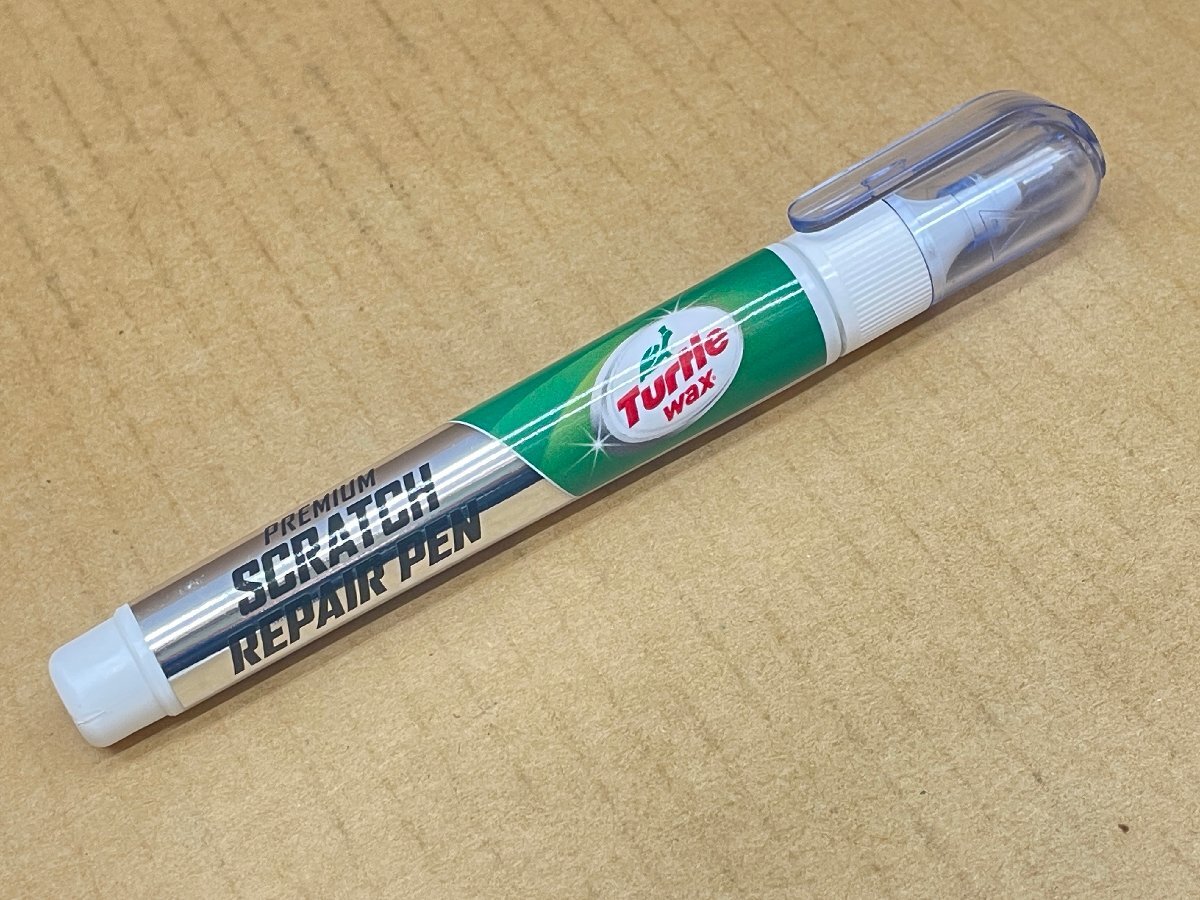 Turtle
wax
PREMIUM
SCRATCH
REPAIR PEN